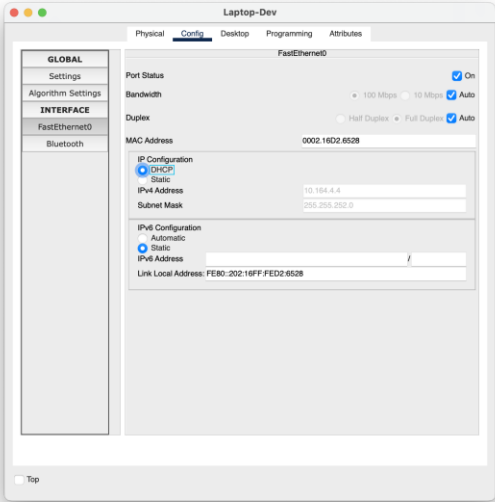 Laptop-Dev
Physical Config Desktop Programming Attributes
GLOBAL
Settings
Algorithm Settings
INTERFACE
FastEthernet0
Bluetooth
FastEthernet0
Port Status On
Bandwidth 100 Mbps 10 Mbps Auto
Duplex Half Duplex Full Duplex Auto
MAC Address 0002.16D2.6528
IP Configuration
DHCP
Static
IPv4 Address 10.164.4.4
Subnet Mask 255.255.252.0
IPv6 Configuration
Automatic
Static
IPv6 Address /
Link Local Address: FE80::202:16FF:FED2:6528
Top